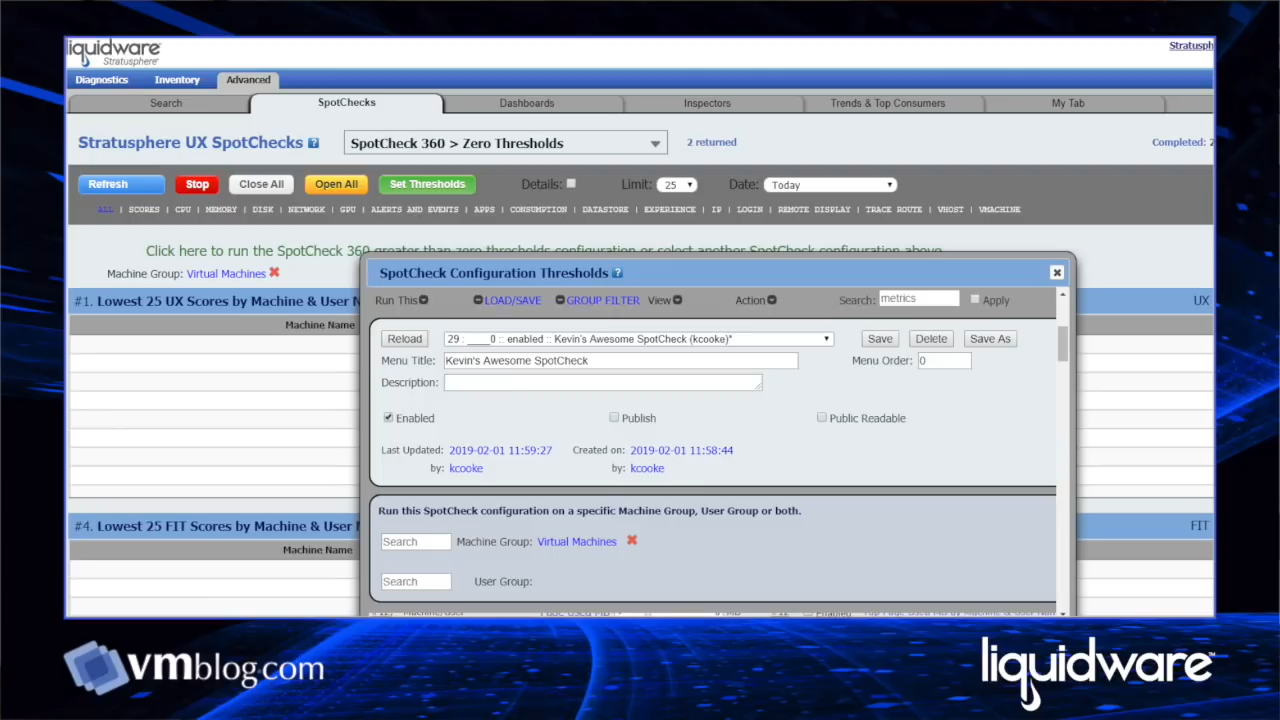 liquidware
Stratusphere
Stratusph
Diagnostics Inventory Advanced
Search SpotChecks Dashboards Inspectors Trends & Top Consumers My Tab
Stratusphere UX SpotChecks ? SpotCheck 360 > Zero Thresholds 2 returned Completed: 2
Refresh Stop Close All Open All Set Thresholds Details: Limit: 25 Date: Today
ALL | SCORES | CPU | MEMORY | DISK | NETWORK | GPU | ALERTS AND EVENTS | APPS | CONSUMPTION | DATASTORE | EXPERIENCE | IP | LOGIN | REMOTE DISPLAY | TRACE ROUTE | VHOST | VMACHINE
Click here to run the SpotCheck 360 greater than zero thresholds configuration or select another SpotCheck configuration above
Machine Group: Virtual Machines
#1. Lowest 25 UX Scores by Machine & User N UX
Machine Name
#4. Lowest 25 FIT Scores by Machine & User N FIT
Machine Name
SpotCheck Configuration Thresholds ?
Run This LOAD/SAVE GROUP FILTER View Action Search: metrics Apply
Reload 29 : ____0 :: enabled :: Kevin's Awesome SpotCheck (kcooke)* Save Delete Save As
Menu Title: Kevin's Awesome SpotCheck Menu Order: 0
Description:
Enabled Publish Public Readable
Last Updated: 2019-02-01 11:59:27 Created on: 2019-02-01 11:58:44
by: kcooke by: kcooke
Run this SpotCheck configuration on a specific Machine Group, User Group or both.
Search Machine Group: Virtual Machines
Search User Group:
vmblog.com
liquidware™